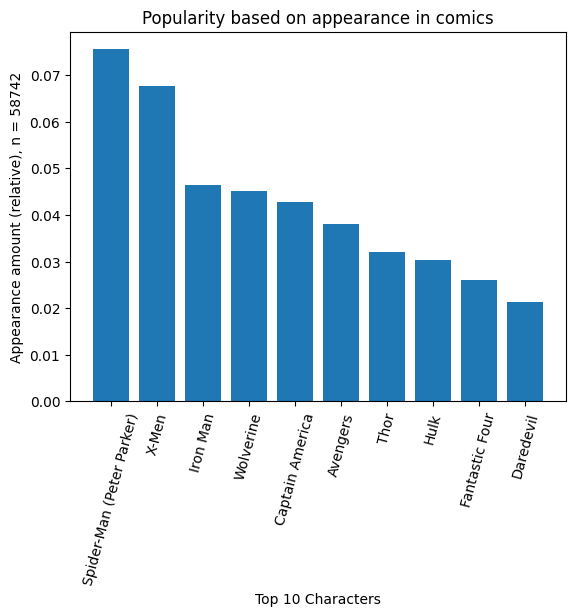 Popularity based on appearance in comics
Appearance amount (relative), n = 58742
0.07
0.06
0.05
0.04
0.03
0.02
0.01
0.00
Spider-Man (Peter Parker)
X-Men
Iron Man
Wolverine
Captain America
Avengers
Thor
Hulk
Fantastic Four
Daredevil
Top 10 Characters